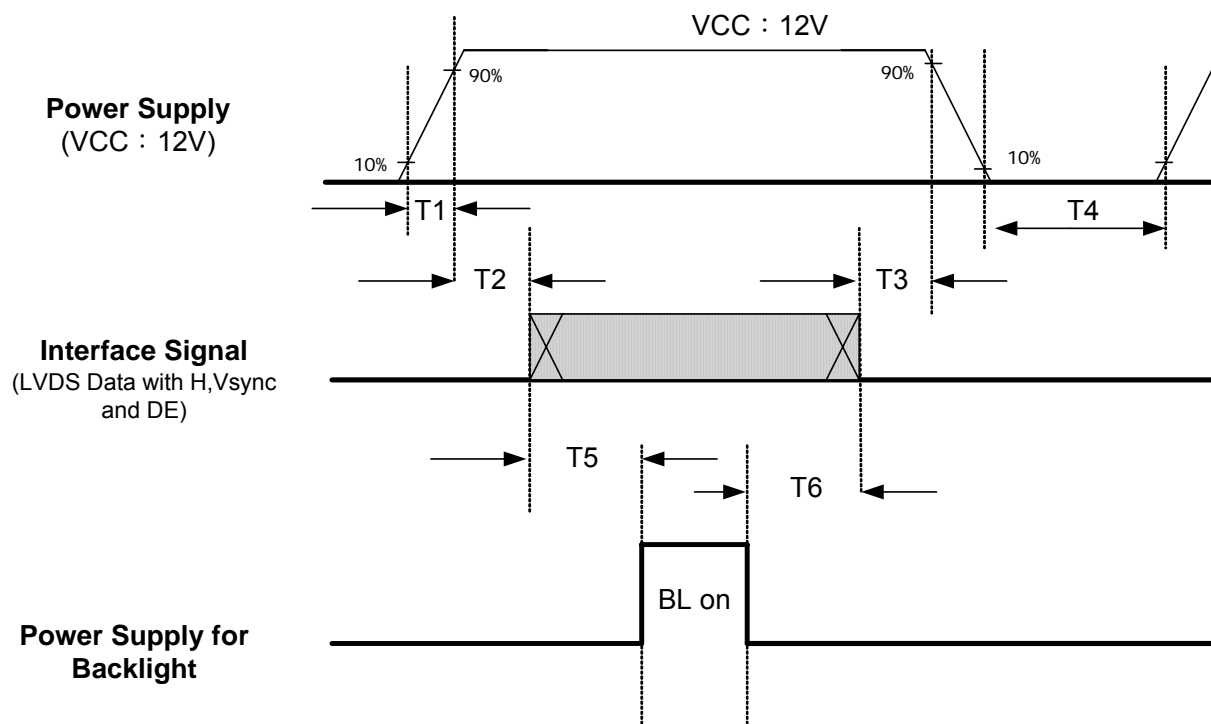 VCC：12V
90%
90%
Power Supply
(VCC：12V)
10%
10%
T1
T4
T2
T3
Interface Signal
(LVDS Data with H,Vsync
and DE)
T5
T6
BL on
Power Supply for
Backlight